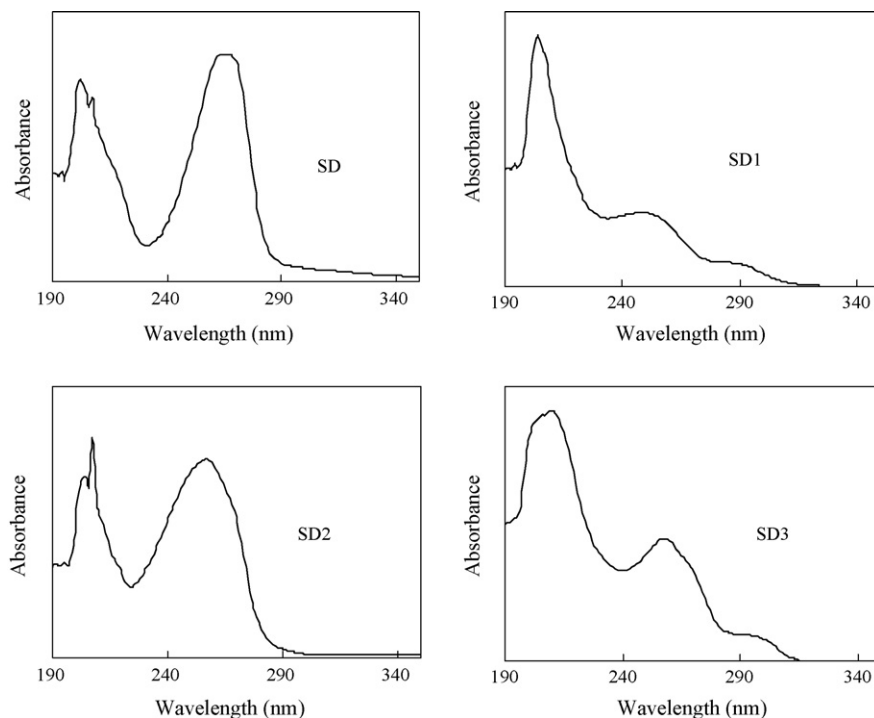 Absorbance
SD
190 240 290 340
Wavelength (nm)
Absorbance
SD1
190 240 290 340
Wavelength (nm)
Absorbance
SD2
190 240 290 340
Wavelength (nm)
Absorbance
SD3
190 240 290 340
Wavelength (nm)